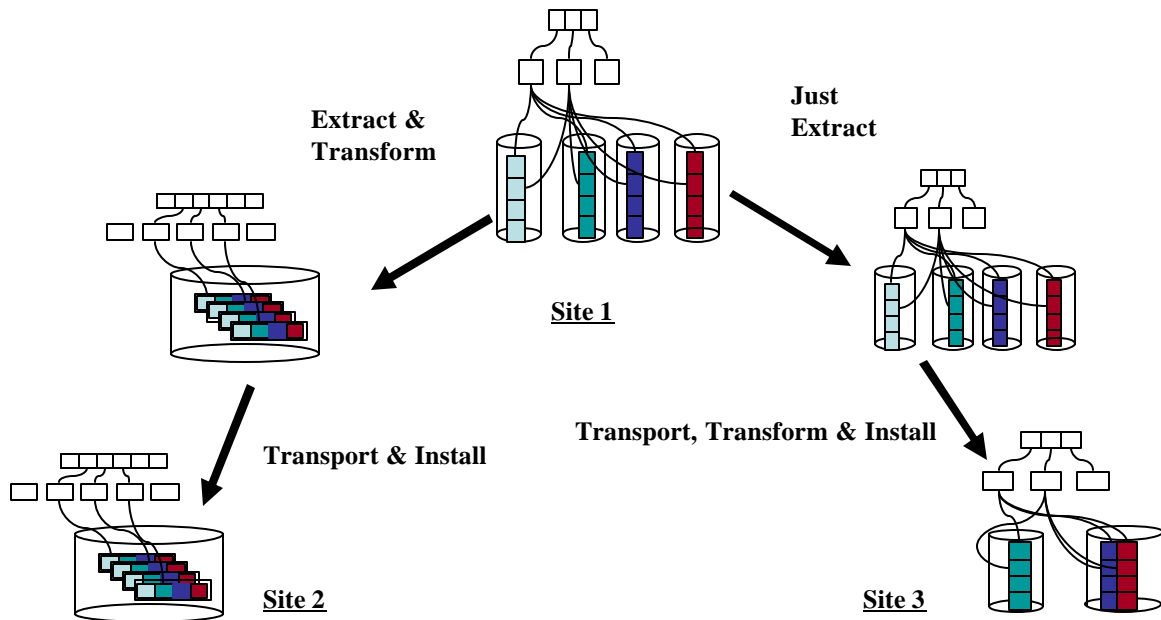 Extract &
Transform
Just
Extract
Site 1
Transport & Install
Transport, Transform & Install
Site 2
Site 3